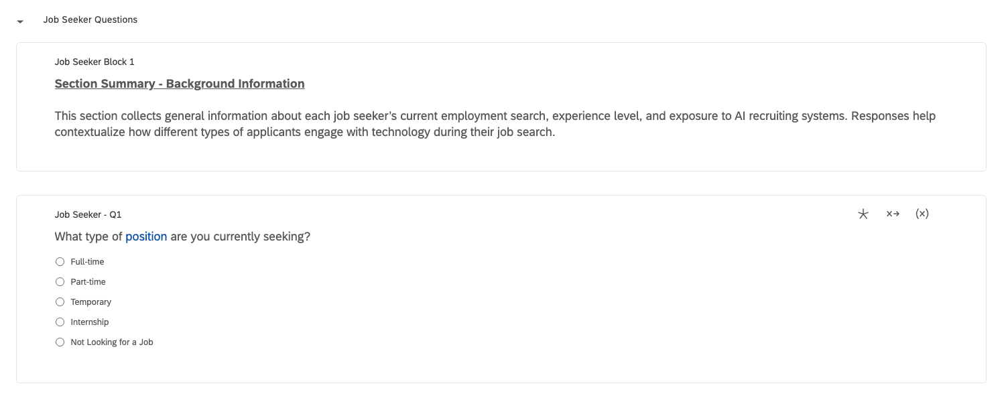 Job Seeker Questions
Job Seeker Block 1
Section Summary - Background Information
This section collects general information about each job seeker’s current employment search, experience level, and exposure to AI recruiting systems. Responses help
contextualize how different types of applicants engage with technology during their job search.
Job Seeker - Q1
What type of position are you currently seeking?
Full-time
Part-time
Temporary
Internship
Not Looking for a Job